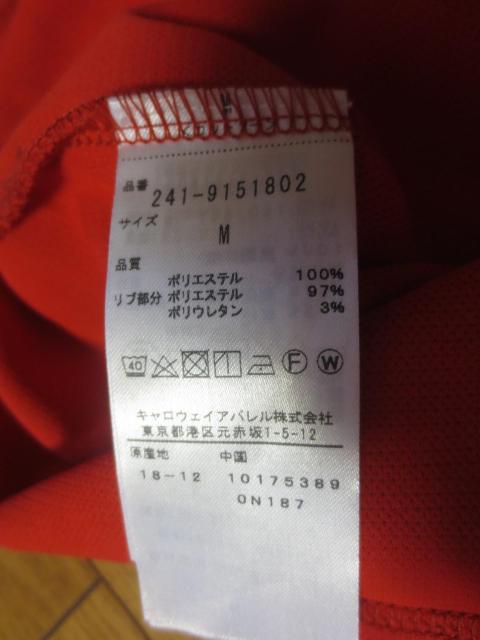 品番 241-9151802
サイズ
M
品質
ポリエステル 100%
リブ部分 ポリエステル 97%
ポリウレタン 3%
40 F W
キャロウェイアパレル株式会社
東京都港区元赤坂1-5-12
原産地 中国
18-12 10175389
0N187